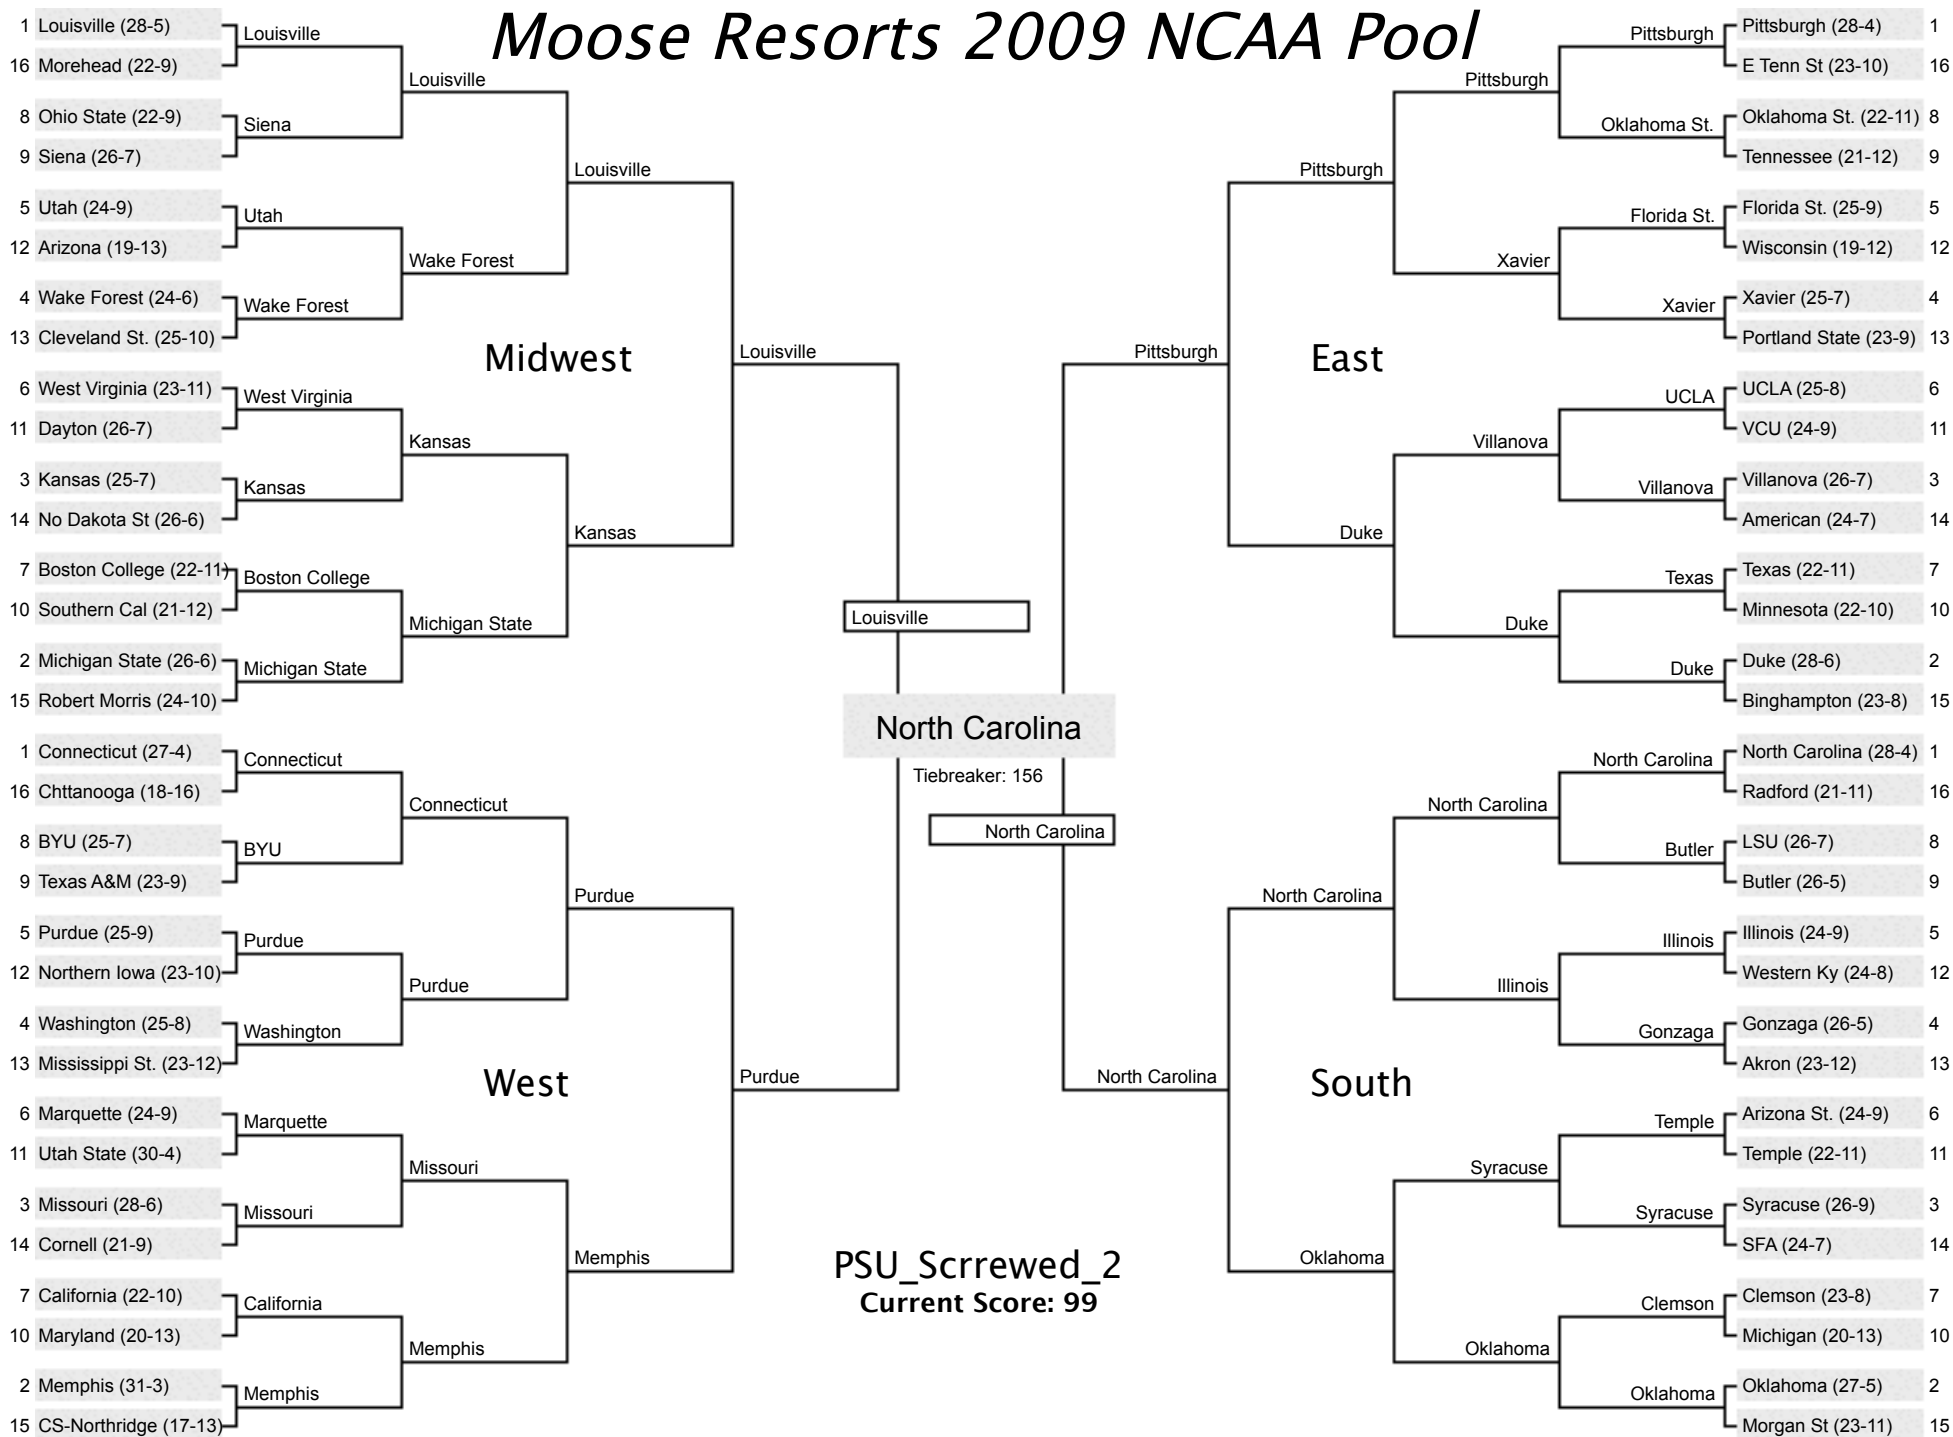 Moose Resorts 2009 NCAA Pool
1 Louisville (28-5)
16 Morehead (22-9)
8 Ohio State (22-9)
9 Siena (26-7)
5 Utah (24-9)
12 Arizona (19-13)
4 Wake Forest (24-6)
13 Cleveland St. (25-10)
6 West Virginia (23-11)
11 Dayton (26-7)
3 Kansas (25-7)
14 No Dakota St (26-6)
7 Boston College (22-11)
10 Southern Cal (21-12)
2 Michigan State (26-6)
15 Robert Morris (24-10)
Louisville
Siena
Utah
Wake Forest
West Virginia
Kansas
Boston College
Michigan State
Louisville
Wake Forest
Kansas
Michigan State
Louisville
Kansas
Midwest
Louisville
1 Connecticut (27-4)
16 Chttanooga (18-16)
8 BYU (25-7)
9 Texas A&M (23-9)
5 Purdue (25-9)
12 Northern Iowa (23-10)
4 Washington (25-8)
13 Mississippi St. (23-12)
6 Marquette (24-9)
11 Utah State (30-4)
3 Missouri (28-6)
14 Cornell (21-9)
7 California (22-10)
10 Maryland (20-13)
2 Memphis (31-3)
15 CS-Northridge (17-13)
Connecticut
BYU
Purdue
Washington
Marquette
Missouri
California
Memphis
Connecticut
Purdue
Missouri
Memphis
Purdue
Memphis
West
Purdue
Louisville
North Carolina
Tiebreaker: 156
North Carolina
PSU_Scrrewed_2
Current Score: 99
Pittsburgh (28-4) 1
E Tenn St (23-10) 16
Oklahoma St. (22-11) 8
Tennessee (21-12) 9
Florida St. (25-9) 5
Wisconsin (19-12) 12
Xavier (25-7) 4
Portland State (23-9) 13
UCLA (25-8) 6
VCU (24-9) 11
Villanova (26-7) 3
American (24-7) 14
Texas (22-11) 7
Minnesota (22-10) 10
Duke (28-6) 2
Binghampton (23-8) 15
Pittsburgh
Oklahoma St.
Florida St.
Xavier
UCLA
Villanova
Texas
Duke
Pittsburgh
Xavier
Villanova
Duke
Pittsburgh
Duke
East
Pittsburgh
North Carolina (28-4) 1
Radford (21-11) 16
LSU (26-7) 8
Butler (26-5) 9
Illinois (24-9) 5
Western Ky (24-8) 12
Gonzaga (26-5) 4
Akron (23-12) 13
Arizona St. (24-9) 6
Temple (22-11) 11
Syracuse (26-9) 3
SFA (24-7) 14
Clemson (23-8) 7
Michigan (20-13) 10
Oklahoma (27-5) 2
Morgan St (23-11) 15
North Carolina
Butler
Illinois
Gonzaga
Temple
Syracuse
Clemson
Oklahoma
North Carolina
Illinois
Syracuse
Oklahoma
North Carolina
Oklahoma
South
North Carolina